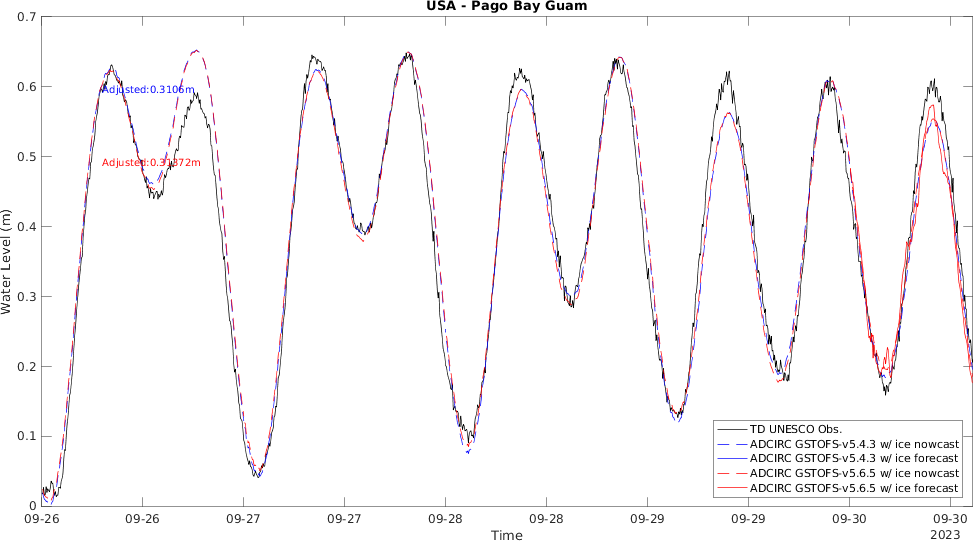 USA - Pago Bay Guam
0.7
0.6
0.5
0.4
0.3
0.2
0.1
0
Water Level (m)
Adjusted:0.3106m
Adjusted:0.31372m
TD UNESCO Obs.
ADCIRC GSTOFS-v5.4.3 w/ ice nowcast
ADCIRC GSTOFS-v5.4.3 w/ ice forecast
ADCIRC GSTOFS-v5.6.5 w/ ice nowcast
ADCIRC GSTOFS-v5.6.5 w/ ice forecast
09-26 09-26 09-27 09-27 09-28 09-28 09-29 09-29 09-30 09-30
2023
Time